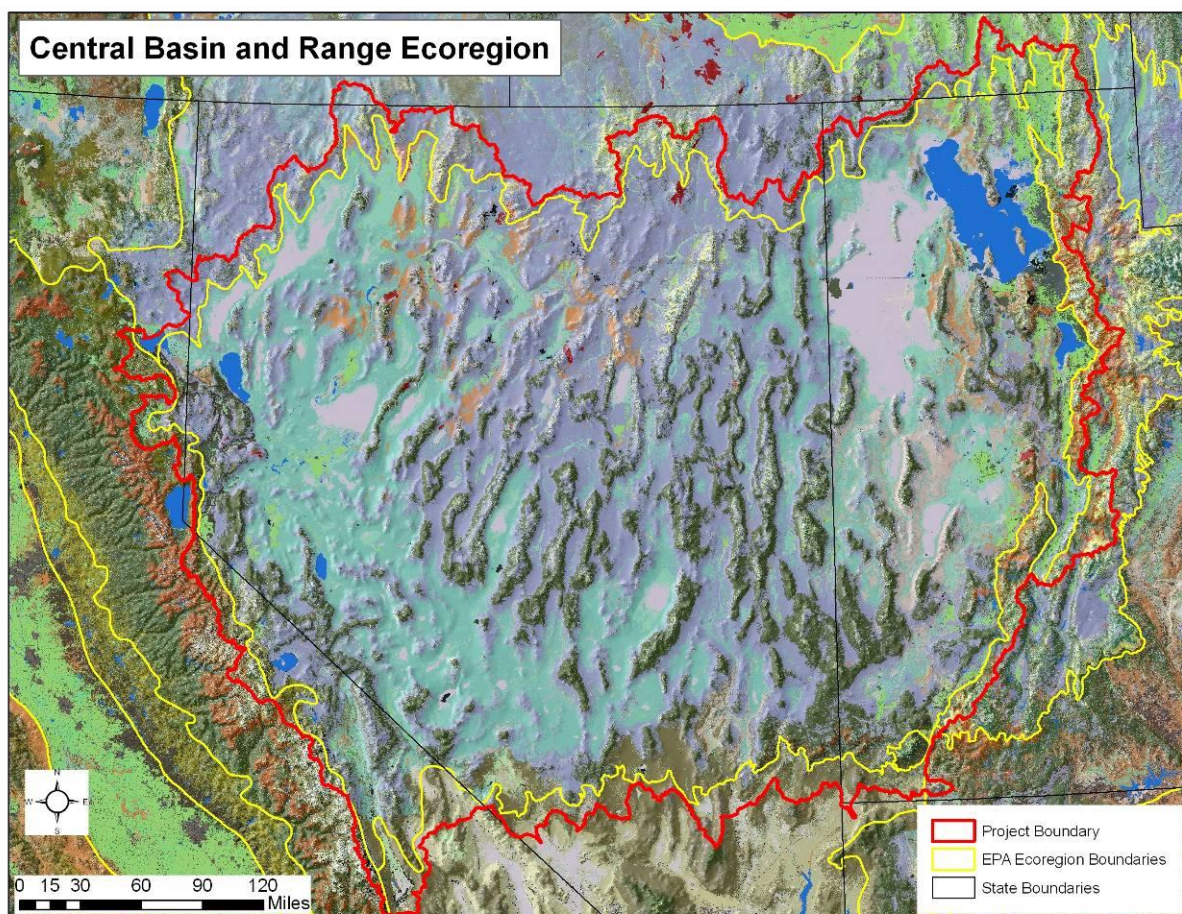 Central Basin and Range Ecoregion
N
W E
S
0 15 30 60 90 120
Miles
Project Boundary
EPA Ecoregion Boundaries
State Boundaries